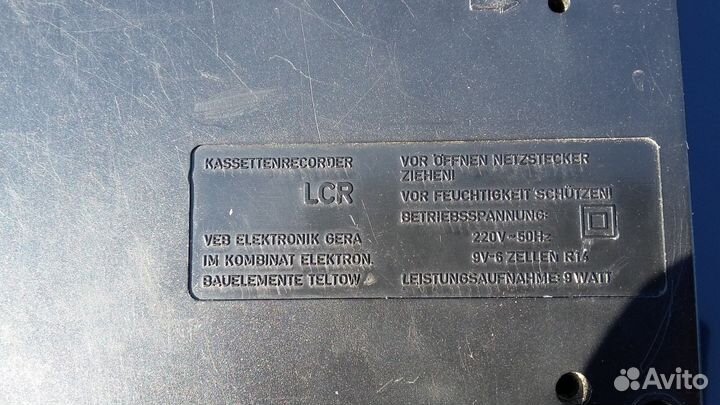 KASSETTENRECORDER
LCR
VEB ELEKTRONIK GERA
IM KOMBINAT ELEKTRON.
BAUELEMENTE TELTOW
VOR ÖFFNEN NETZSTECKER
ZIEHEN!
VOR FEUCHTIGKEIT SCHÜTZEN!
BETRIEBSSPANNUNG:
220V~50Hz
9V-6 ZELLEN R14
LEISTUNGSAUFNAHME: 9 WATT
Avito